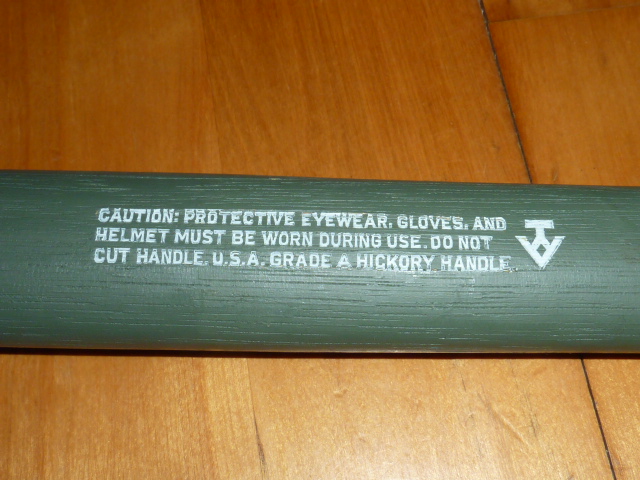 CAUTION: PROTECTIVE EYEWEAR, GLOVES, AND
HELMET MUST BE WORN DURING USE. DO NOT
CUT HANDLE. U.S.A. GRADE A HICKORY HANDLE.